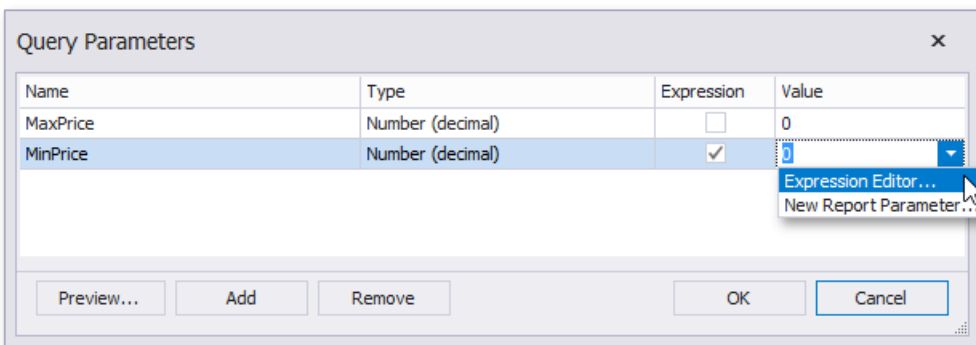 Query Parameters
Name Type Expression Value
MaxPrice Number (decimal) 0
MinPrice Number (decimal) 0
Expression Editor...
New Report Parameter...
Preview... Add Remove OK Cancel